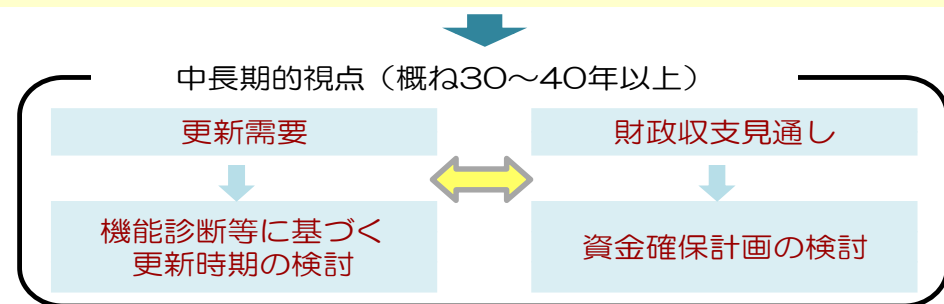 中長期的視点（概ね30～40年以上）
更新需要
財政収支見通し
機能診断等に基づく
更新時期の検討
資金確保計画の検討